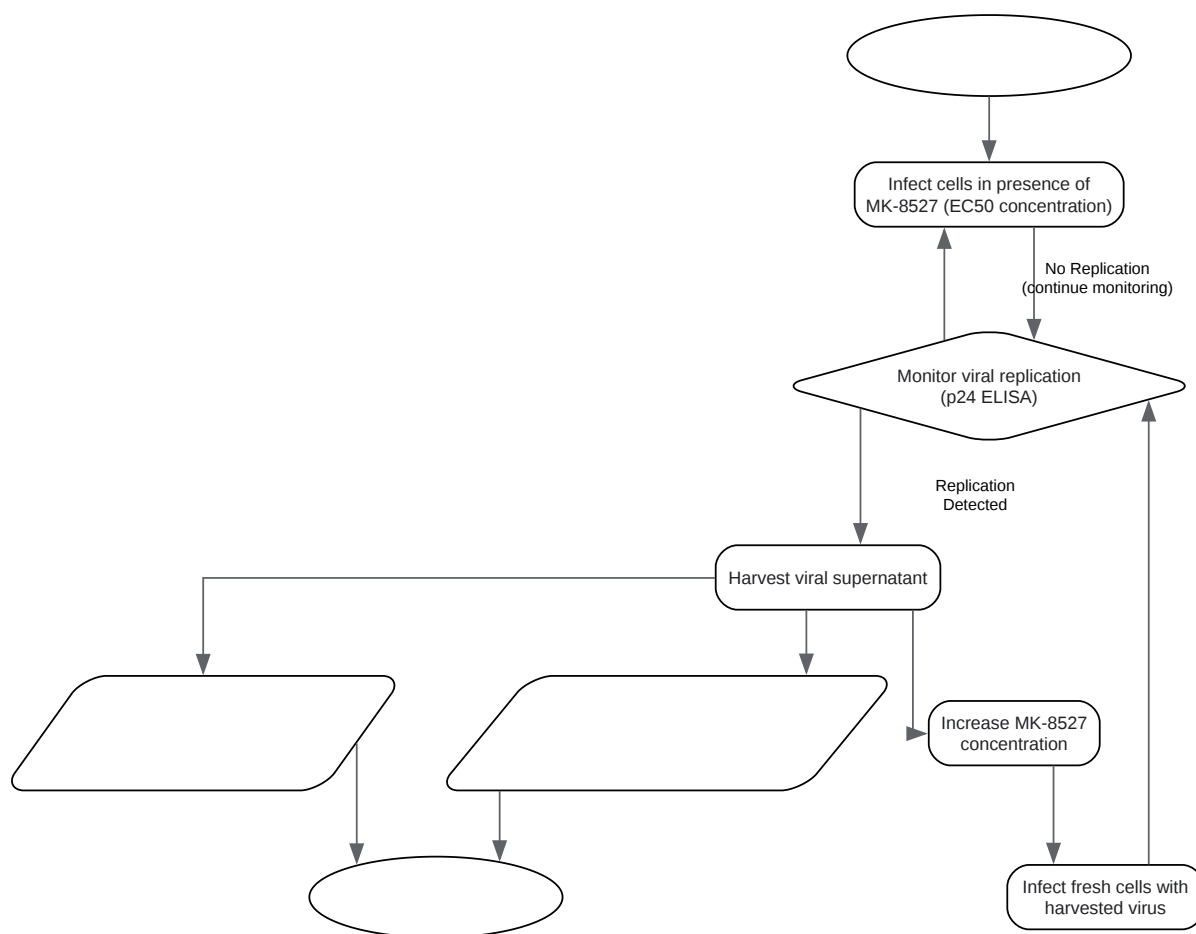 Infect cells in presence of
MK-8527 (EC50 concentration)
No Replication
(continue monitoring)
Monitor viral replication
(p24 ELISA)
Replication
Detected
Harvest viral supernatant
Increase MK-8527
concentration
Infect fresh cells with
harvested virus